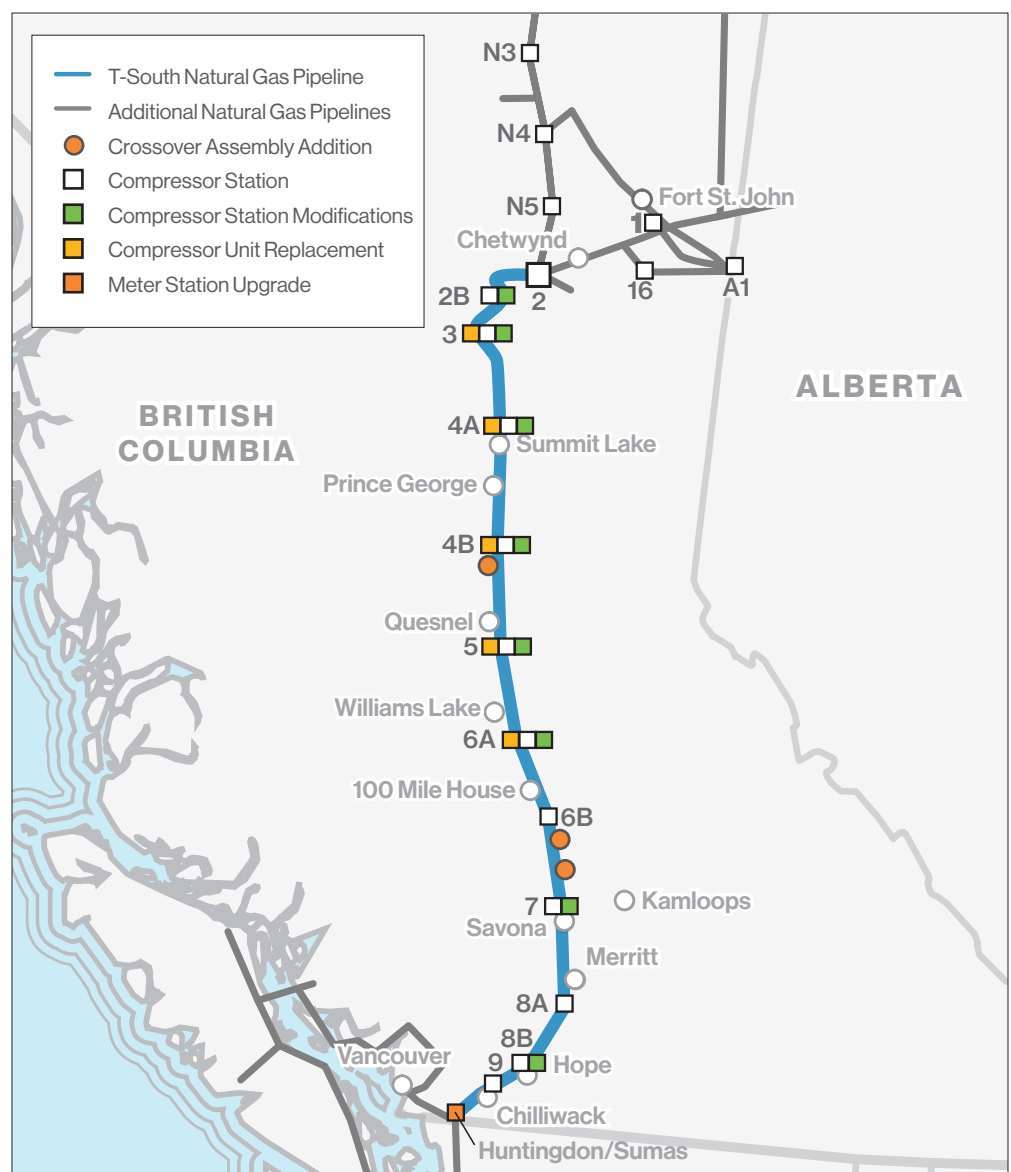 T-South Natural Gas Pipeline
Additional Natural Gas Pipelines
Crossover Assembly Addition
Compressor Station
Compressor Station Modifications
Compressor Unit Replacement
Meter Station Upgrade
N3
N4
Fort St. John
N5
1
Chetwynd
2
16
A1
2B
3
ALBERTA
BRITISH
COLUMBIA
4A
Summit Lake
Prince George
4B
Quesnel
5
Williams Lake
6A
100 Mile House
6B
7
Kamloops
Savona
Merritt
8A
8B
Vancouver
9
Hope
Chilliwack
Huntingdon/Sumas